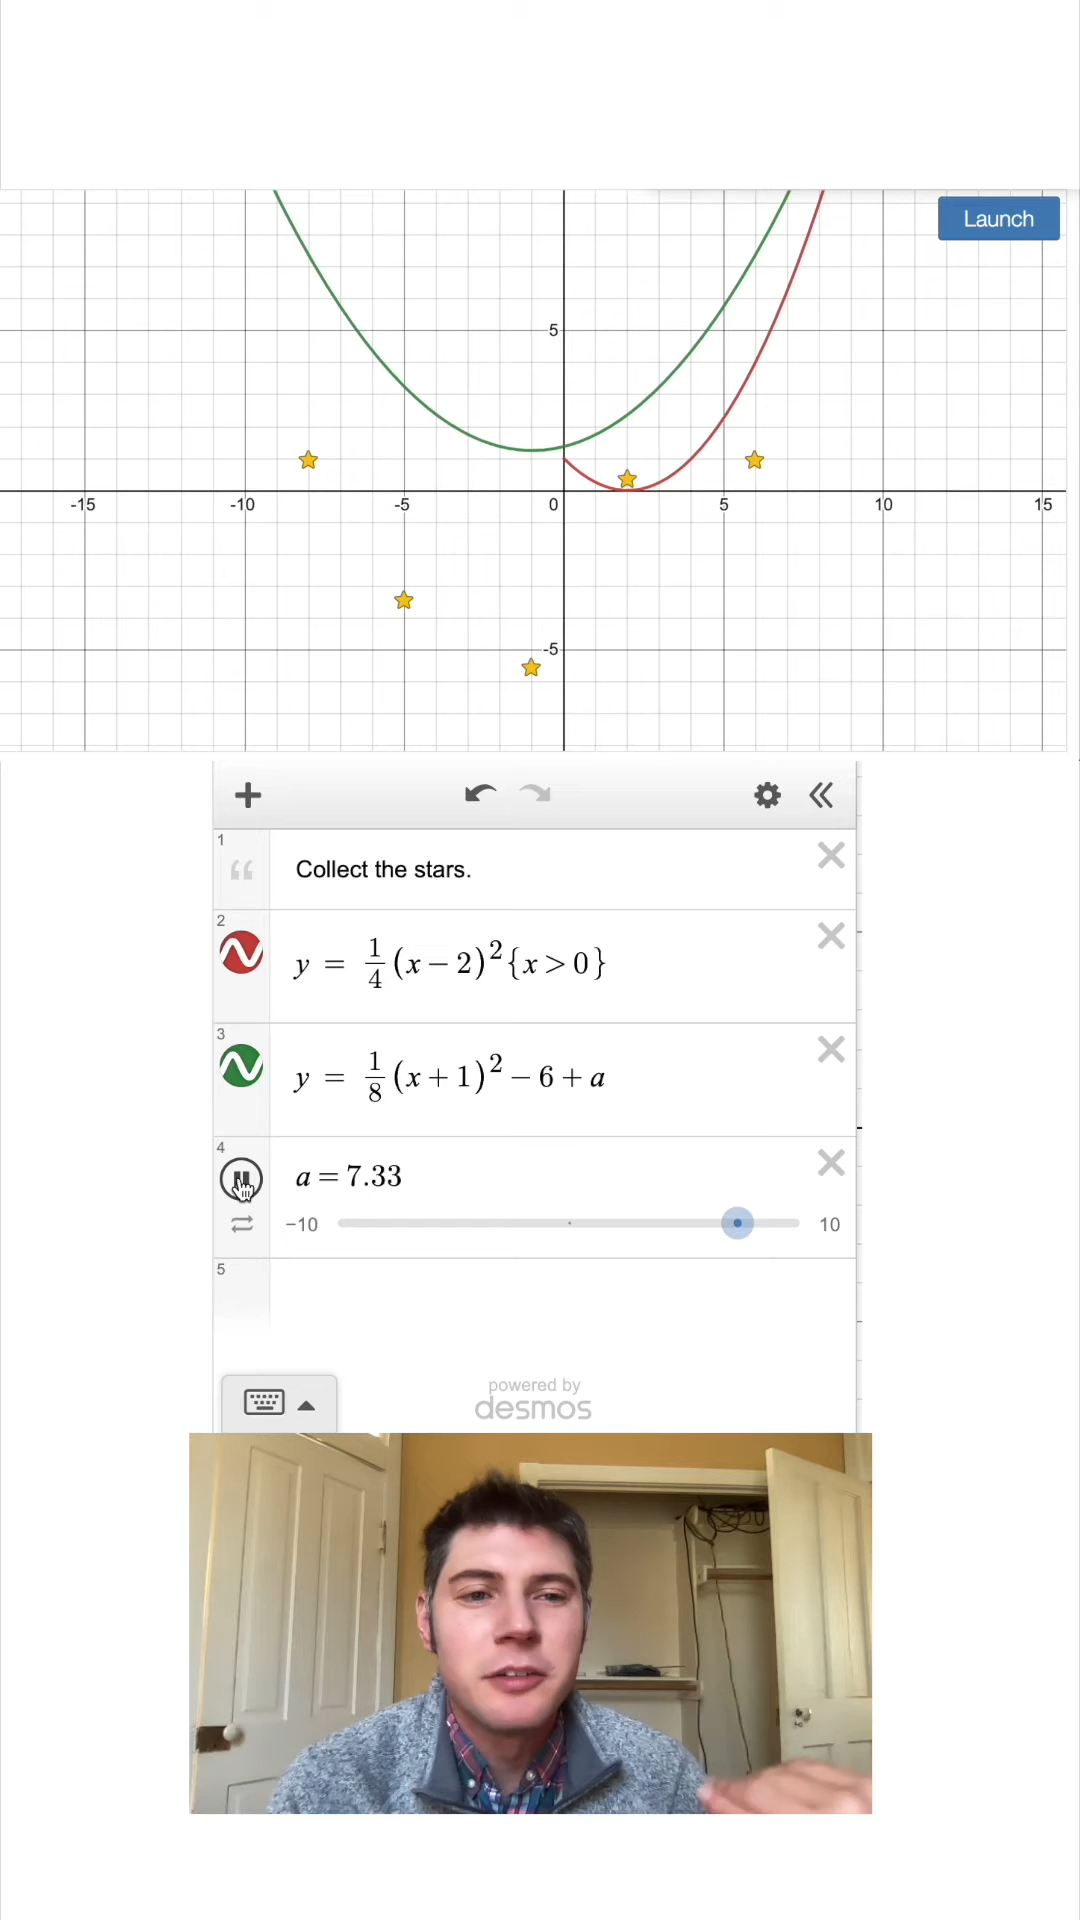 Launch
5
-15 -10 -5 0 5 10 15
-5
1
Collect the stars.
2
y = 1/4 (x − 2)² {x > 0}
3
y = 1/8 (x + 1)² − 6 + a
4
a = 7.33
−10 10
5
powered by
desmos